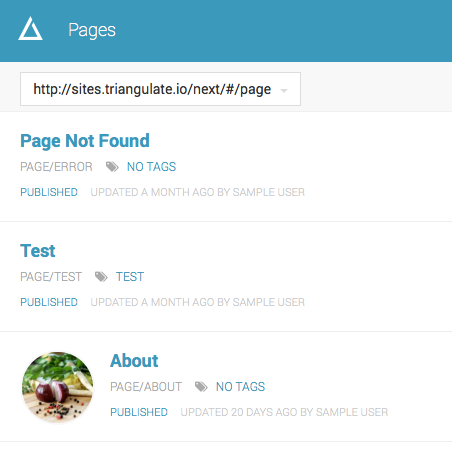 Pages
http://sites.triangulate.io/next/#/page
Page Not Found
PAGE/ERROR NO TAGS
PUBLISHED UPDATED A MONTH AGO BY SAMPLE USER
Test
PAGE/TEST TEST
PUBLISHED UPDATED A MONTH AGO BY SAMPLE USER
About
PAGE/ABOUT NO TAGS
PUBLISHED UPDATED 20 DAYS AGO BY SAMPLE USER